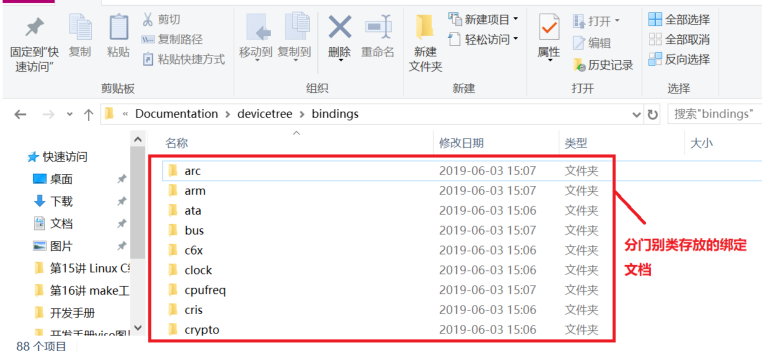 剪切
复制路径
粘贴快捷方式
固定到"快
速访问"
复制
粘贴
剪贴板
移动到
复制到
删除
重命名
组织
新建项目
轻松访问
新建
文件夹
新建
属性
打开
编辑
历史记录
打开
全部选择
全部取消
反向选择
选择
« Documentation > devicetree > bindings
搜索"bindings"
名称 修改日期 类型 大小
快速访问
桌面
下载
文档
图片
第15讲 Linux C
第16讲 make工
开发手册
开发手册viso图
arc 2019-06-03 15:07 文件夹
arm 2019-06-03 15:07 文件夹
ata 2019-06-03 15:06 文件夹
bus 2019-06-03 15:07 文件夹
c6x 2019-06-03 15:06 文件夹
clock 2019-06-03 15:06 文件夹
cpufreq 2019-06-03 15:07 文件夹
cris 2019-06-03 15:06 文件夹
crypto 2019-06-03 15:06 文件夹
分门别类存放的绑定
文档
88 个项目